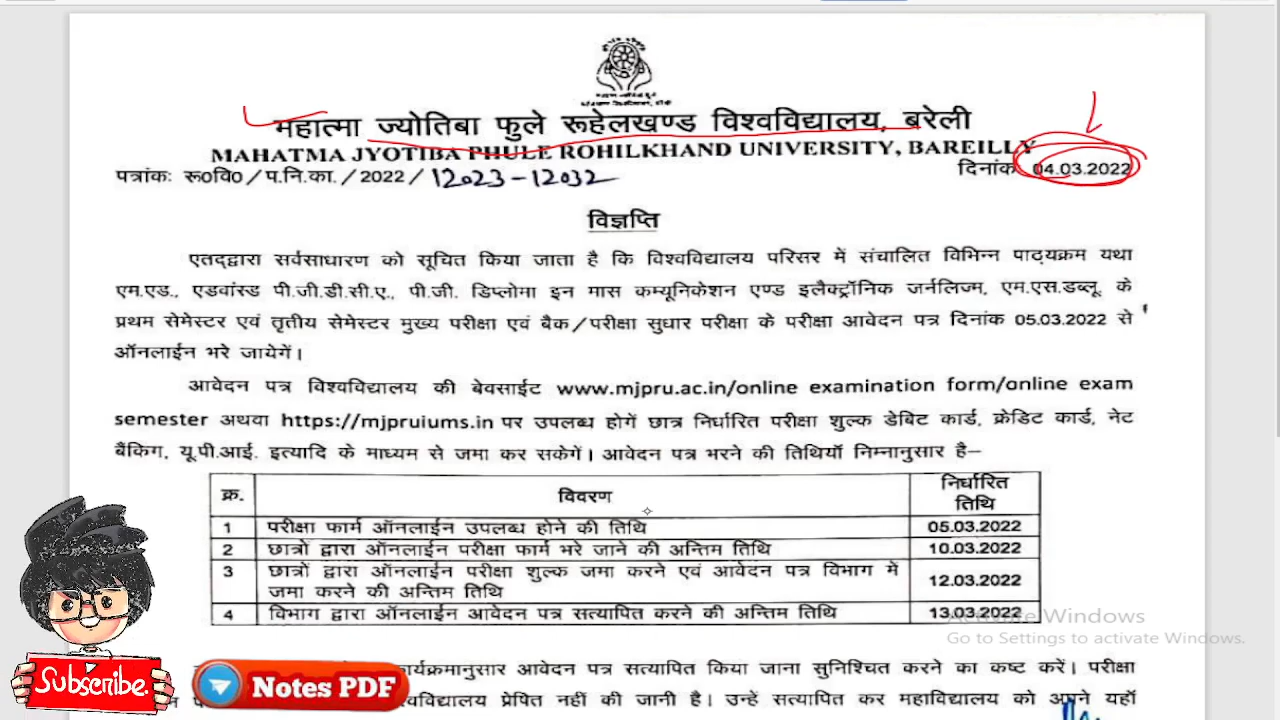 महात्मा ज्योतिबा फुले रूहेलखण्ड विश्वविद्यालय, बरेली
MAHATMA JYOTIBA PHULE ROHILKHAND UNIVERSITY, BAREILLY
पत्रांकः रू0वि0/प.नि.का./2022/12023-12032 दिनांक 04.03.2022
विज्ञप्ति
एतद्द्वारा सर्वसाधारण को सूचित किया जाता है कि विश्वविद्यालय परिसर में संचालित विभिन्न पाठ्यक्रम यथा
एम.एड., एडवांस्ड पी.जी.डी.सी.ए., पी.जी. डिप्लोमा इन मास कम्यूनिकेशन एण्ड इलैक्ट्रॉनिक जर्नलिज्म, एम.एस.डब्लू. के
प्रथम सेमेस्टर एवं तृतीय सेमेस्टर मुख्य परीक्षा एवं बैक/परीक्षा सुधार परीक्षा के परीक्षा आवेदन पत्र दिनांक 05.03.2022 से
ऑनलाईन भरे जायेगें।
आवेदन पत्र विश्वविद्यालय की बेवसाईट www.mjpru.ac.in/online examination form/online exam
semester अथवा https://mjpruiums.in पर उपलब्ध होगें छात्र निर्धारित परीक्षा शुल्क डेबिट कार्ड, क्रेडिट कार्ड, नेट
बैंकिंग, यू.पी.आई. इत्यादि के माध्यम से जमा कर सकेगें। आवेदन पत्र भरने की तिथियॉ निम्नानुसार है–
क्र. विवरण निर्धारित तिथि
1 परीक्षा फार्म ऑनलाईन उपलब्ध होने की तिथि 05.03.2022
2 छात्रों द्वारा ऑनलाईन परीक्षा फार्म भरे जाने की अन्तिम तिथि 10.03.2022
3 छात्रों द्वारा ऑनलाईन परीक्षा शुल्क जमा करने एवं आवेदन पत्र विभाग में
जमा करने की अन्तिम तिथि 12.03.2022
4 विभाग द्वारा ऑनलाईन आवेदन पत्र सत्यापित करने की अन्तिम तिथि 13.03.2022
Activate Windows
Go to Settings to activate Windows.
कार्यक्रमानुसार आवेदन पत्र सत्यापित किया जाना सुनिश्चित करने का कष्ट करें। परीक्षा
प्रेषित नहीं की जानी है। उन्हें सत्यापित कर महाविद्यालय को अपने यहॉ
Subscribe.
Notes PDF